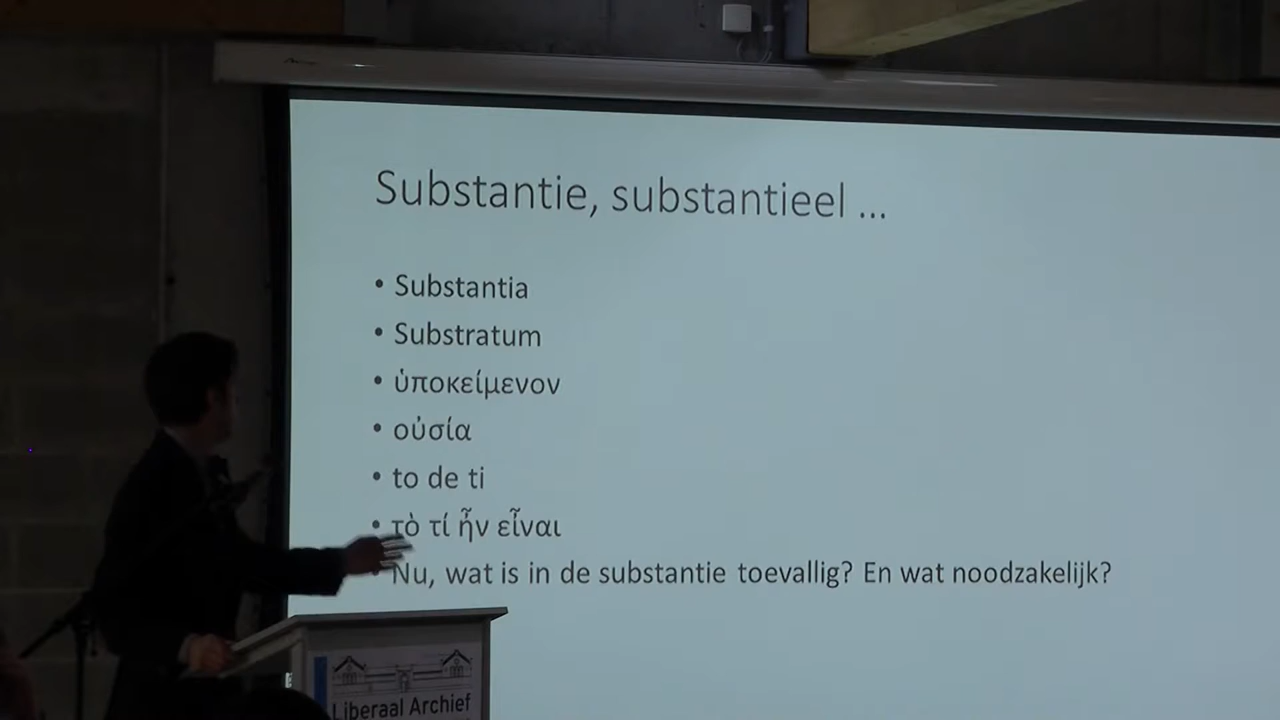 Substantie, substantieel ...
• Substantia
• Substratum
• ὑποκείμενον
• οὐσία
• to de ti
• τὸ τί ἦν εἶναι
• Nu, wat is in de substantie toevallig? En wat noodzakelijk?
Liberaal Archief